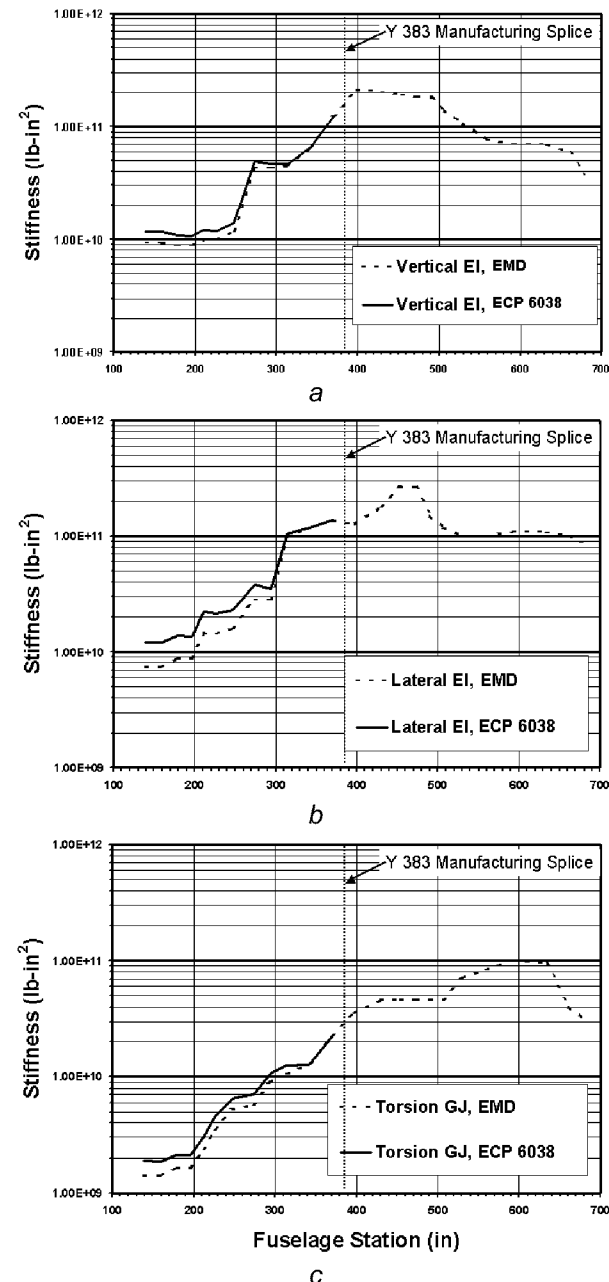 1.00E+12
Y 383 Manufacturing Splice
1.00E+11
Stiffness (lb-in²)
1.00E+10
Vertical EI, EMD
Vertical EI, ECP 6038
1.00E+09
100 200 300 400 500 600 700
a
1.00E+12
Y 383 Manufacturing Splice
1.00E+11
Stiffness (lb-in²)
1.00E+10
Lateral EI, EMD
Lateral EI, ECP 6038
1.00E+09
100 200 300 400 500 600 700
b
1.00E+12
Y 383 Manufacturing Splice
1.00E+11
Stiffness (lb-in²)
1.00E+10
Torsion GJ, EMD
Torsion GJ, ECP 6038
1.00E+09
100 200 300 400 500 600 700
Fuselage Station (in)
c